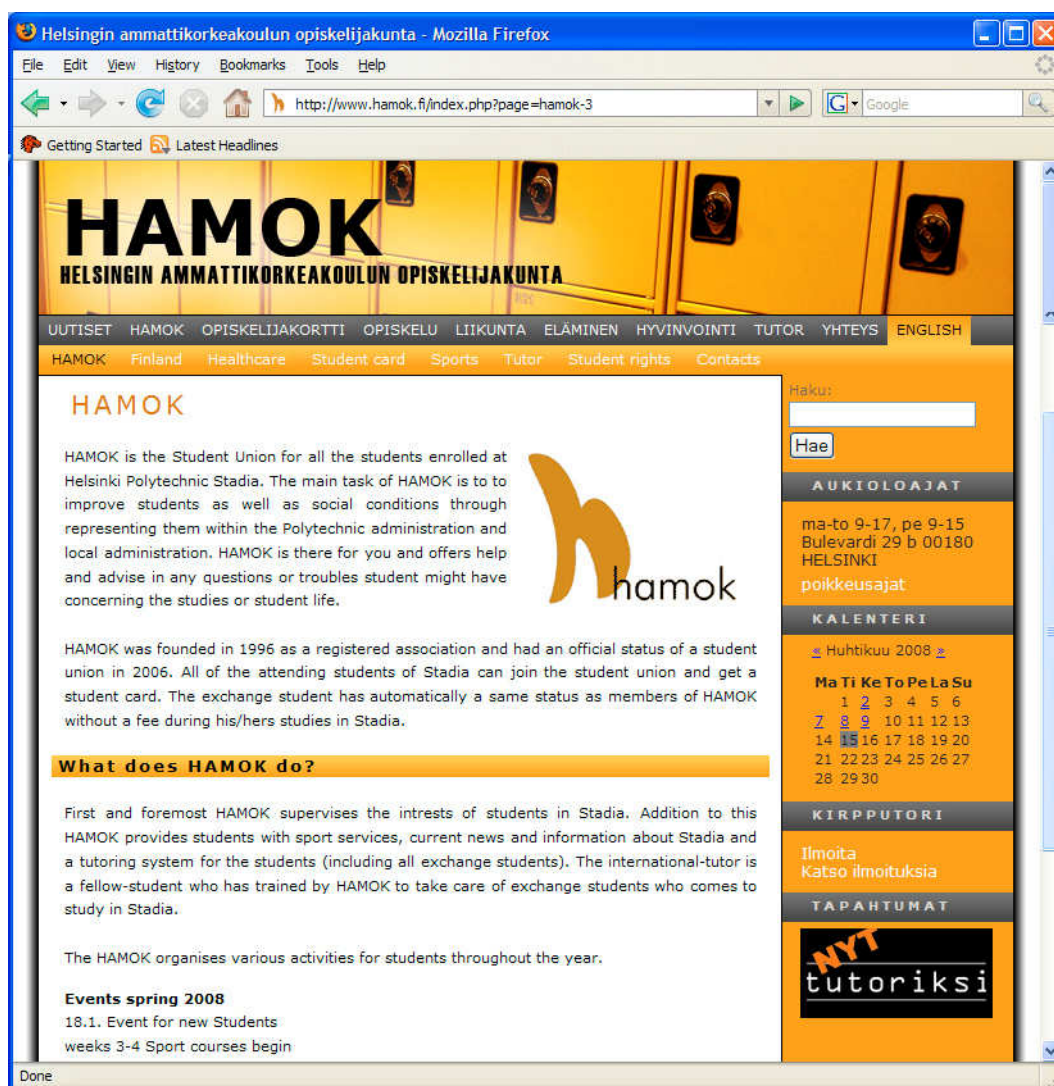 Helsingin ammattikorkeakoulun opiskelijakunta - Mozilla Firefox
File Edit View History Bookmarks Tools Help
http://www.hamok.fi/index.php?page=hamok-3
G Google
Getting Started Latest Headlines
HAMOK
HELSINGIN AMMATTIKORKEAKOULUN OPISKELIJAKUNTA
UUTISET HAMOK OPISKELIJAKORTTI OPISKELU LIIKUNTA ELÄMINEN HYVINVOINTI TUTOR YHTEYS ENGLISH
HAMOK Finland Healthcare Student card Sports Tutor Student rights Contacts
HAMOK
HAMOK is the Student Union for all the students enrolled at
Helsinki Polytechnic Stadia. The main task of HAMOK is to to
improve students as well as social conditions through
representing them within the Polytechnic administration and
local administration. HAMOK is there for you and offers help
and advise in any questions or troubles student might have
concerning the studies or student life.
hamok
HAMOK was founded in 1996 as a registered association and had an official status of a student
union in 2006. All of the attending students of Stadia can join the student union and get a
student card. The exchange student has automatically a same status as members of HAMOK
without a fee during his/hers studies in Stadia.
What does HAMOK do?
First and foremost HAMOK supervises the intrests of students in Stadia. Addition to this
HAMOK provides students with sport services, current news and information about Stadia and
a tutoring system for the students (including all exchange students). The international-tutor is
a fellow-student who has trained by HAMOK to take care of exchange students who comes to
study in Stadia.
The HAMOK organises various activities for students throughout the year.
Events spring 2008
18.1. Event for new Students
weeks 3-4 Sport courses begin
Haku:
Hae
AUKIOLOAJAT
ma-to 9-17, pe 9-15
Bulevardi 29 b 00180
HELSINKI
poikkeusajat
KALENTERI
« Huhtikuu 2008 »
Ma Ti Ke To Pe La Su
1 2 3 4 5 6
7 8 9 10 11 12 13
14 15 16 17 18 19 20
21 22 23 24 25 26 27
28 29 30
KIRPPUTORI
Ilmoita
Katso ilmoituksia
TAPAHTUMAT
NYT
tutoriksi
Done